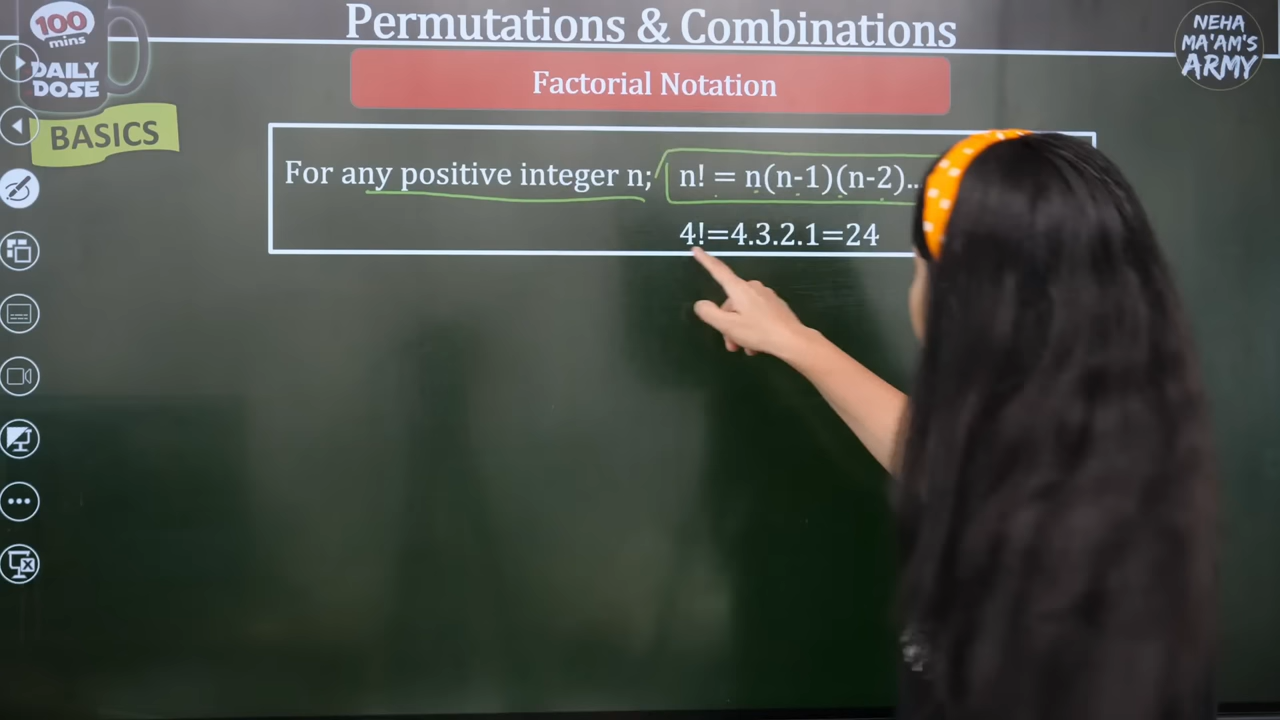 100
mins
DAILY
DOSE
Permutations & Combinations
NEHA
MA'AM'S
ARMY
Factorial Notation
BASICS
For any positive integer n; n! = n(n-1)(n-2)..
4!=4.3.2.1=24